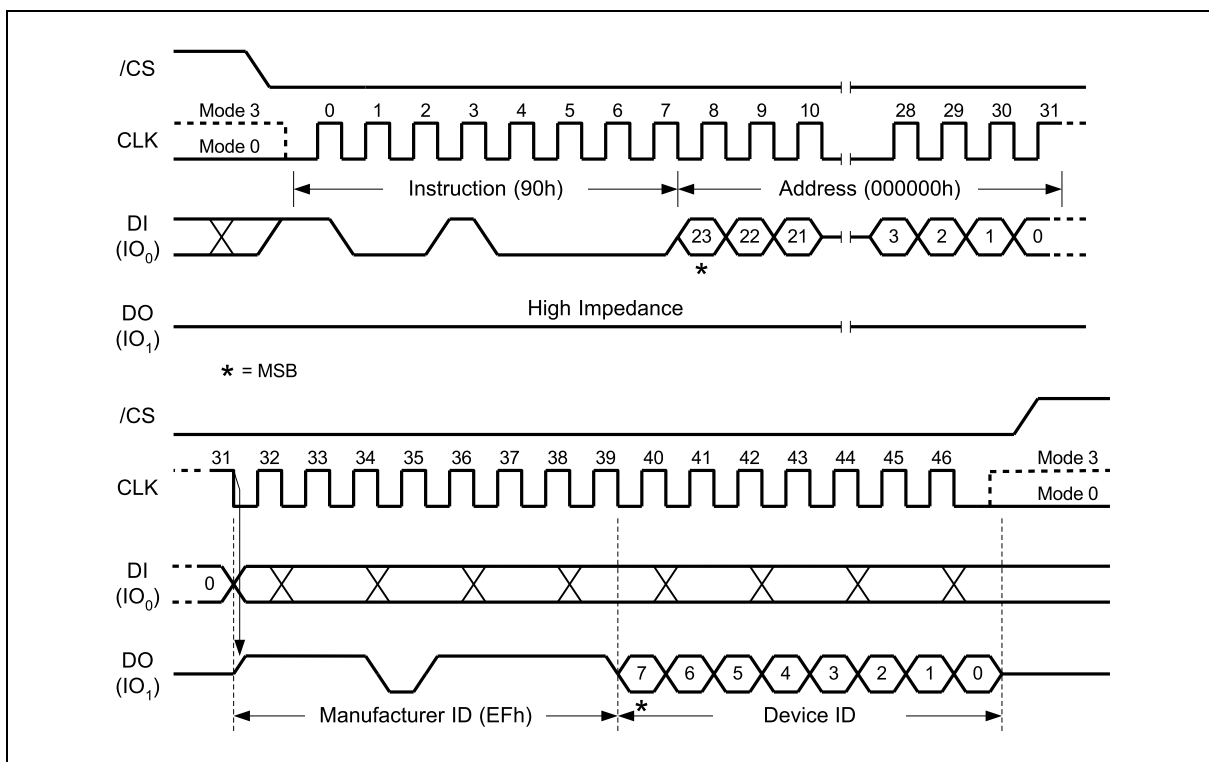 /CS
Mode 3 0 1 2 3 4 5 6 7 8 9 10 28 29 30 31
CLK
Mode 0
Instruction (90h) Address (000000h)
DI
(IO0) 23 22 21 3 2 1 0
*
DO High Impedance
(IO1)
* = MSB
/CS
31 32 33 34 35 36 37 38 39 40 41 42 43 44 45 46 Mode 3
CLK
Mode 0
DI
(IO0) 0
DO
(IO1) 7 6 5 4 3 2 1 0
*
Manufacturer ID (EFh) Device ID